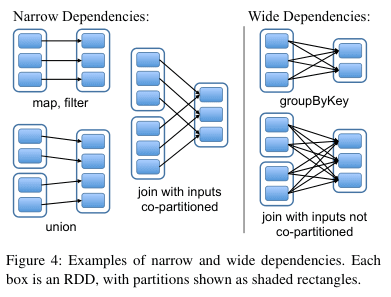 Narrow Dependencies:
Wide Dependencies:
map, filter
groupByKey
join with inputs
co-partitioned
union
join with inputs not
co-partitioned
Figure 4: Examples of narrow and wide dependencies. Each
box is an RDD, with partitions shown as shaded rectangles.